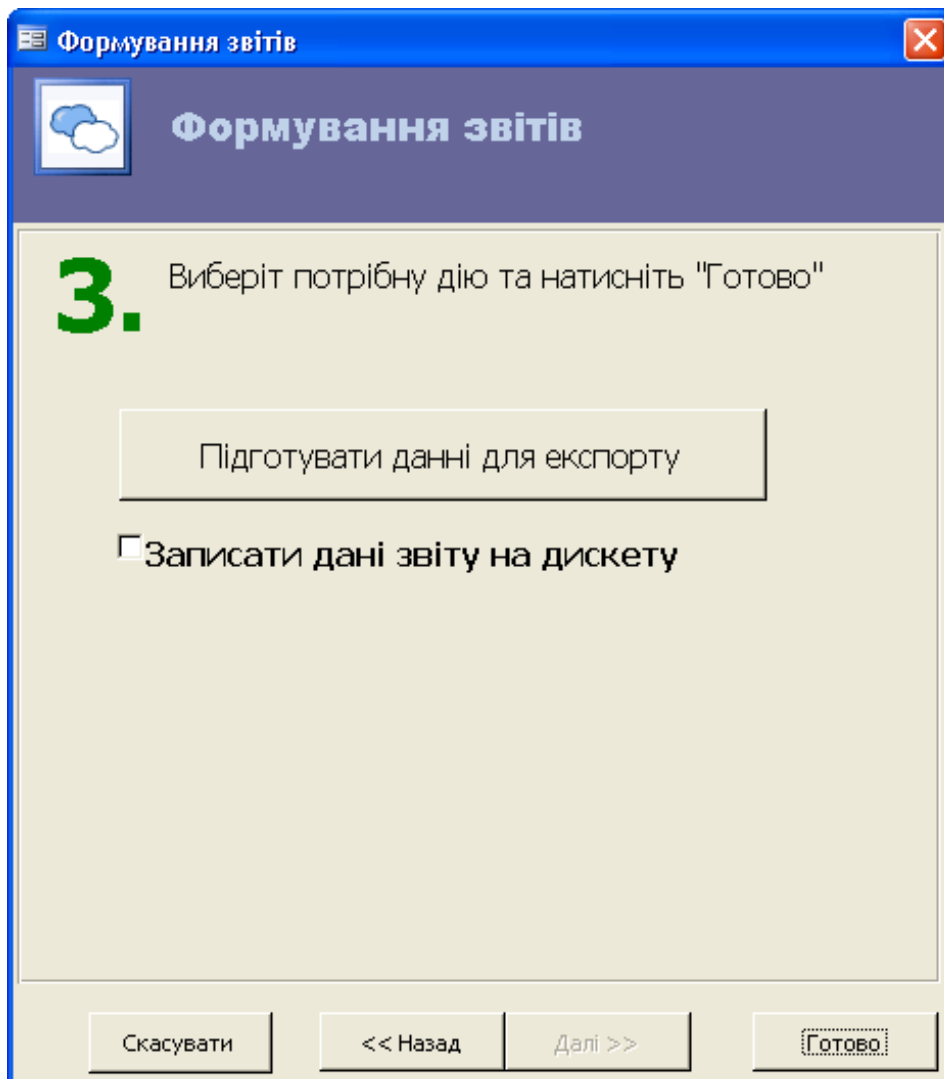 Формування звітів
Формування звітів
3. Виберіт потрібну дію та натисніть "Готово"
Підготувати данні для експорту
Записати дані звіту на дискету
Скасувати << Назад Далі >> Готово